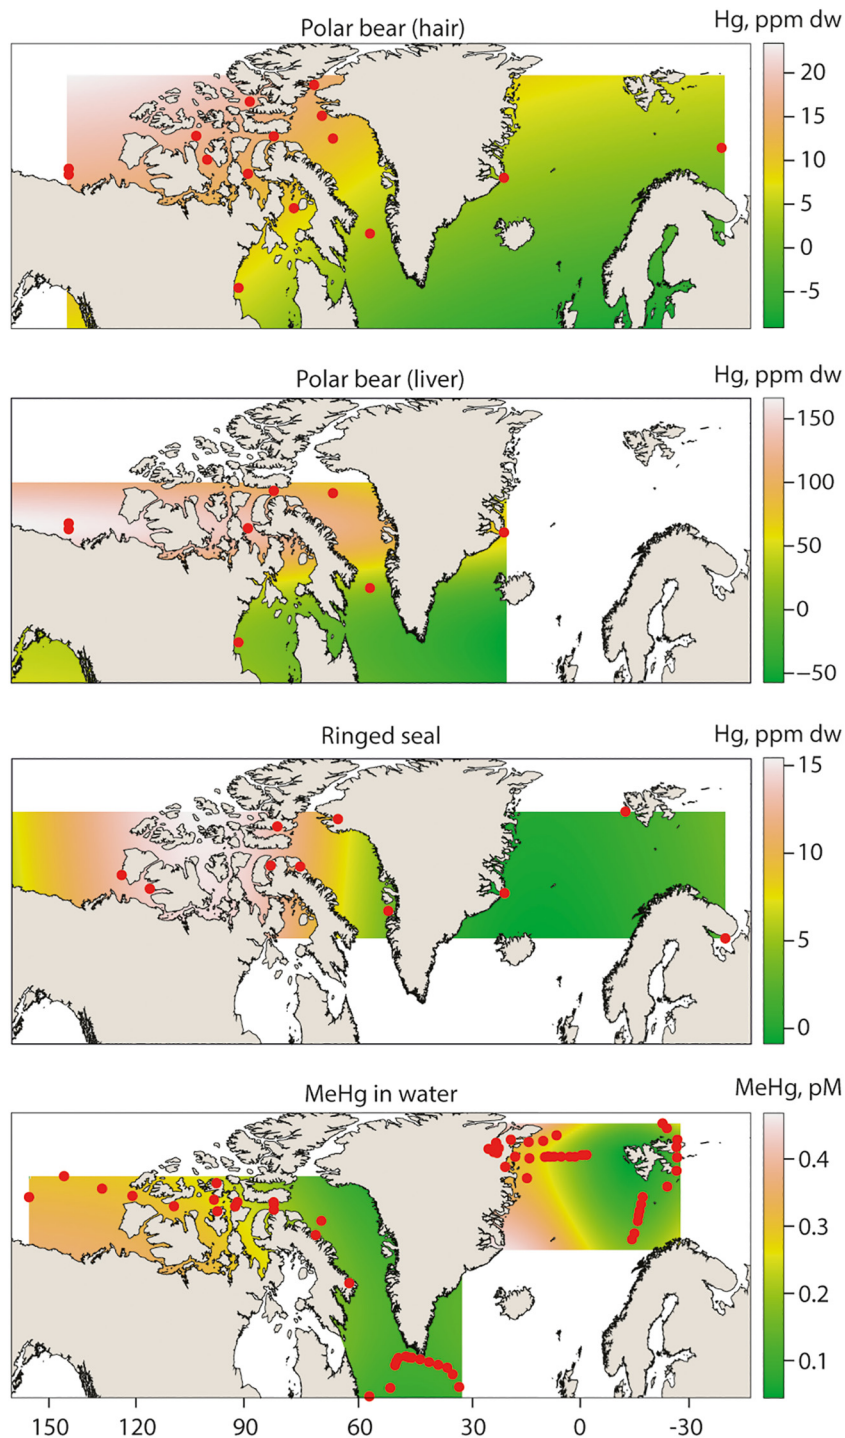 Polar bear (hair)
Hg, ppm dw
20
15
10
5
0
-5
Polar bear (liver)
Hg, ppm dw
150
100
50
0
−50
Ringed seal
Hg, ppm dw
15
10
5
0
MeHg in water
MeHg, pM
0.4
0.3
0.2
0.1
150 120 90 60 30 0 -30